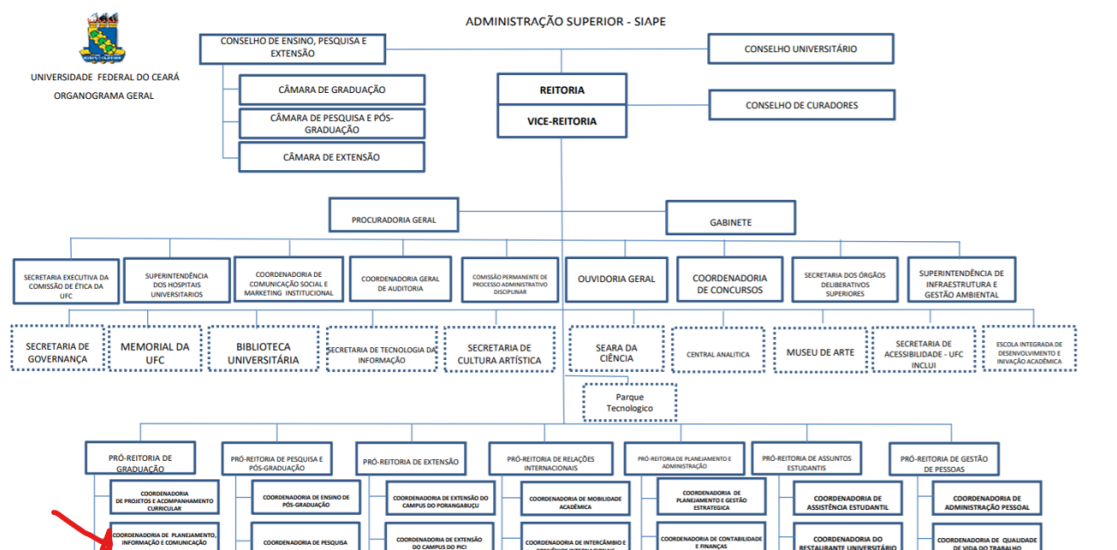 ADMINISTRAÇÃO SUPERIOR - SIAPE
UNIVERSIDADE FEDERAL DO CEARÁ
ORGANOGRAMA GERAL
CONSELHO DE ENSINO, PESQUISA E
EXTENSÃO
CONSELHO UNIVERSITÁRIO
CÂMARA DE GRADUAÇÃO
REITORIA
CONSELHO DE CURADORES
CÂMARA DE PESQUISA E PÓS-
GRADUAÇÃO
VICE-REITORIA
CÂMARA DE EXTENSÃO
PROCURADORIA GERAL
GABINETE
SECRETARIA EXECUTIVA DA
COMISSÃO DE ÉTICA DA
UFC
SUPERINTENDÊNCIA
DOS HOSPITAIS
UNIVERSITARIOS
COORDENADORIA DE
COMUNICAÇÃO SOCIAL E
MARKETING INSTITUCIONAL
COORDENADORIA GERAL
DE AUDITORIA
COMISSÃO PERMANENTE DE
PROCESSO ADMINISTRATIVO
DISCIPLINAR
OUVIDORIA GERAL
COORDENADORIA
DE CONCURSOS
SECRETARIA DOS ÓRGÃOS
DELIBERATIVOS
SUPERIORES
SUPERINTENDÊNCIA DE
INFRAESTRUTURA E
GESTÃO AMBIENTAL
SECRETARIA DE
GOVERNANÇA
MEMORIAL DA
UFC
BIBLIOTECA
UNIVERSITÁRIA
SECRETARIA DE TECNOLOGIA DA
INFORMAÇÃO
SECRETARIA DE
CULTURA ARTÍSTICA
SEARA DA
CIÊNCIA
CENTRAL ANALITICA
MUSEU DE ARTE
SECRETARIA DE
ACESSIBILIDADE - UFC
INCLUI
ESCOLA INTEGRADA DE
DESENVOLVIMENTO E
INIVAÇÃO ACADÊMICA
Parque
Tecnologico
PRÓ-REITORIA DE
GRADUAÇÃO
PRÓ-REITORIA DE PESQUISA E
PÓS-GRADUAÇÃO
PRÓ-REITORIA DE EXTENSÃO
PRÓ-REITORIA DE RELAÇÕES
INTERNACIONAIS
PRÓ-REITORIA DE PLANEJAMENTO E
ADMINISTRAÇÃO
PRÓ-REITORIA DE ASSUNTOS
ESTUDANTIS
PRÓ-REITORIA DE GESTÃO
DE PESSOAS
COORDENADORIA
DE PROJETOS E ACOMPANHAMENTO
CURRICULAR
COORDENADORIA DE ENSINO DE
PÓS-GRADUAÇÃO
COORDENADORIA DE EXTENSÃO DO
CAMPUS DO PORANGABUÇU
COORDENADORIA DE MOBILIDADE
ACADÊMICA
COORDENADORIA DE
PLANEJAMENTO E GESTÃO
ESTRATEGICA
COORDENADORIA DE
ASSISTÊNCIA ESTUDANTIL
COORDENADORIA DE
ADMINISTRAÇÃO PESSOAL
COORDENADORIA DE PLANEJAMENTO,
INFORMAÇÃO E COMUNICAÇÃO
COORDENADORIA DE PESQUISA
COORDENADORIA DE EXTENSÃO
DO CAMPUS DO PICI
COORDENADORIA DE INTERCÂMBIO E
CONVÊNIOS INTERNACIONAIS
COORDENADORIA DE CONTABILIDADE
E FINANÇAS
COORDENADORIA DO
RESTAURANTE UNIVERSITÁRIO
COORDENADORIA DE QUALIDADE
DE VIDA DO TRABALHO